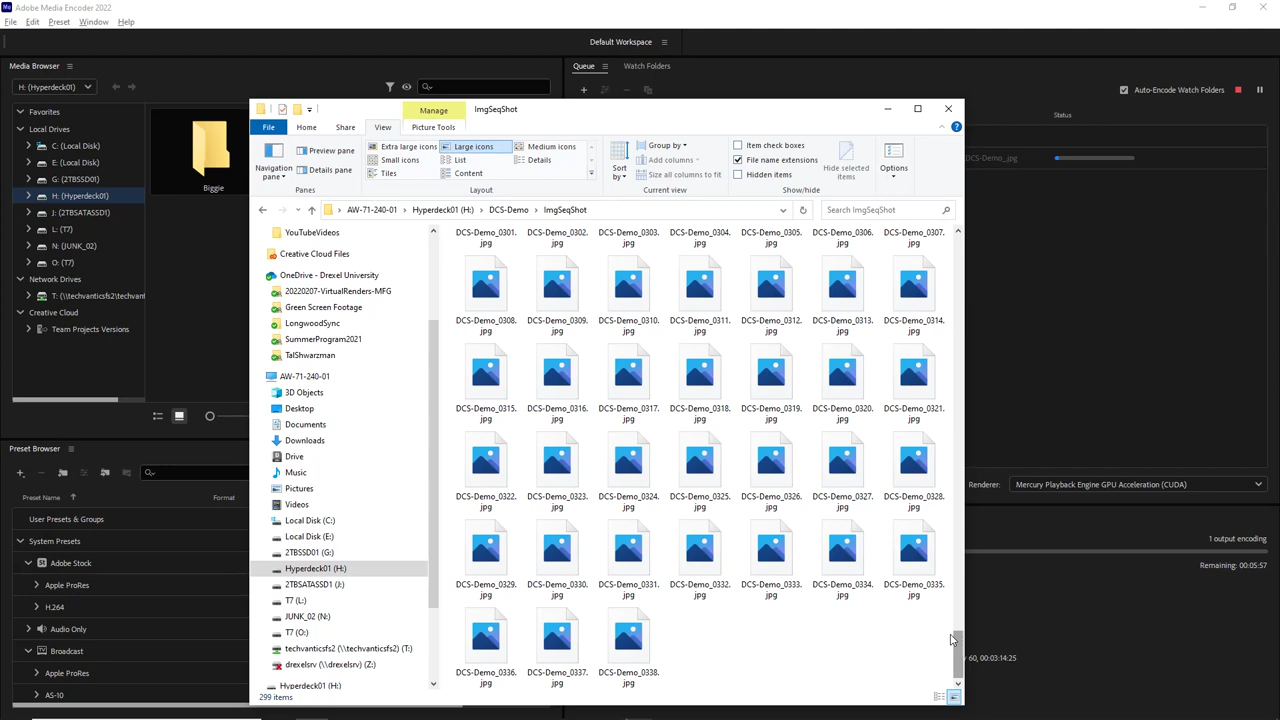 Adobe Media Encoder 2022
File Edit Preset Window Help
Default Workspace
Media Browser
Queue Watch Folders
H: (Hyperdeck01)
Auto-Encode Watch Folders
Favorites
Local Drives
C: (Local Disk)
E: (Local Disk)
G: (2TBSSD01)
H: (Hyperdeck01)
J: (2TBSATASSD1)
L: (T7)
N: (JUNK_02)
O: (T7)
Network Drives
T: (\\techvanticsfs2\techvant
Creative Cloud
Team Projects Versions
Biggie
Status
DCS-Demo_jpg
Renderer: Mercury Playback Engine GPU Acceleration (CUDA)
1 output encoding
Remaining: 00:05:57
y 60, 00:03:14:25
Preset Browser
Preset Name Format
User Presets & Groups
System Presets
Adobe Stock
Apple ProRes
H.264
Audio Only
Broadcast
Apple ProRes
AS-10
Manage ImgSeqShot
File Home Share View Picture Tools
Navigation pane
Preview pane
Details pane
Panes
Extra large icons Large icons Medium icons
Small icons List Details
Tiles Content
Layout
Sort by
Group by
Add columns
Size all columns to fit
Current view
Item check boxes
File name extensions
Hidden items
Hide selected items
Show/hide
Options
AW-71-240-01 Hyperdeck01 (H:) DCS-Demo ImgSeqShot
Search ImgSeqShot
YouTubeVideos
Creative Cloud Files
OneDrive - Drexel University
20220207-VirtualRenders-MFG
Green Screen Footage
LongwoodSync
SummerProgram2021
TalShwarzman
AW-71-240-01
3D Objects
Desktop
Documents
Downloads
Drive
Music
Pictures
Videos
Local Disk (C:)
Local Disk (E:)
2TBSSD01 (G:)
Hyperdeck01 (H:)
2TBSATASSD1 (J:)
T7 (L:)
JUNK_02 (N:)
T7 (O:)
techvanticsfs2 (\\techvanticsfs2) (T:)
drexelsrv (\\drexelsrv) (Z:)
Hyperdeck01 (H:)
DCS-Demo_0301.jpg DCS-Demo_0302.jpg DCS-Demo_0303.jpg DCS-Demo_0304.jpg DCS-Demo_0305.jpg DCS-Demo_0306.jpg DCS-Demo_0307.jpg
DCS-Demo_0308.jpg DCS-Demo_0309.jpg DCS-Demo_0310.jpg DCS-Demo_0311.jpg DCS-Demo_0312.jpg DCS-Demo_0313.jpg DCS-Demo_0314.jpg
DCS-Demo_0315.jpg DCS-Demo_0316.jpg DCS-Demo_0317.jpg DCS-Demo_0318.jpg DCS-Demo_0319.jpg DCS-Demo_0320.jpg DCS-Demo_0321.jpg
DCS-Demo_0322.jpg DCS-Demo_0323.jpg DCS-Demo_0324.jpg DCS-Demo_0325.jpg DCS-Demo_0326.jpg DCS-Demo_0327.jpg DCS-Demo_0328.jpg
DCS-Demo_0329.jpg DCS-Demo_0330.jpg DCS-Demo_0331.jpg DCS-Demo_0332.jpg DCS-Demo_0333.jpg DCS-Demo_0334.jpg DCS-Demo_0335.jpg
DCS-Demo_0336.jpg DCS-Demo_0337.jpg DCS-Demo_0338.jpg
299 items